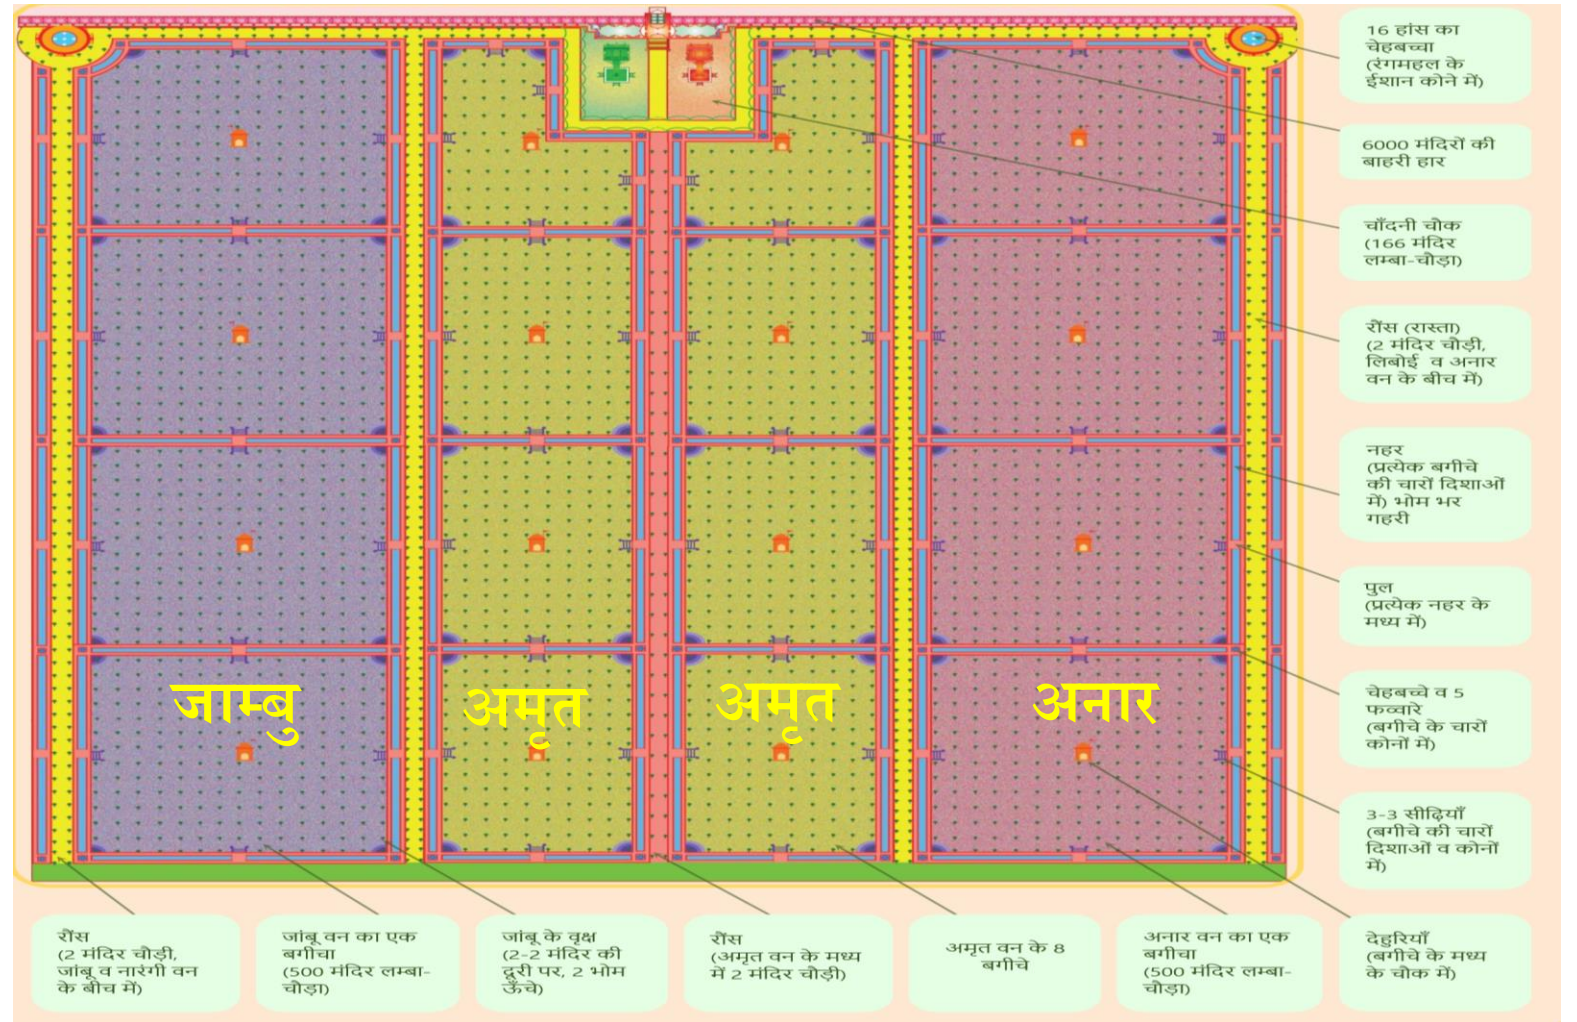 16 हांस का
चेहबच्चा
(रंगमहल के
ईशान कोने में)
6000 मंदिरों की
बाहरी हार
चाँदनी चौक
(166 मंदिर
लम्बा-चौड़ा)
रौंस (रास्ता)
(2 मंदिर चौड़ी,
लिबोई व अनार
वन के बीच में)
नहर
(प्रत्येक बगीचे
की चारों दिशाओं
में) भोम भर
गहरी
पुल
(प्रत्येक नहर के
मध्य में)
चेहबच्चे व 5
फव्वारे
(बगीचे के चारों
कोनों में)
3-3 सीढ़ियाँ
(बगीचे की चारों
दिशाओं व कोनों
में)
जाम्बु
अमृत
अमृत
अनार
रौंस
(2 मंदिर चौड़ी,
जांबू व नारंगी वन
के बीच में)
जांबू वन का एक
बगीचा
(500 मंदिर लम्बा-
चौड़ा)
जांबू के वृक्ष
(2-2 मंदिर की
दूरी पर, 2 भोम
ऊँचे)
रौंस
(अमृत वन के मध्य
में 2 मंदिर चौड़ी)
अमृत वन के 8
बगीचे
अनार वन का एक
बगीचा
(500 मंदिर लम्बा-
चौड़ा)
देहुरियाँ
(बगीचे के मध्य
के चौक में)